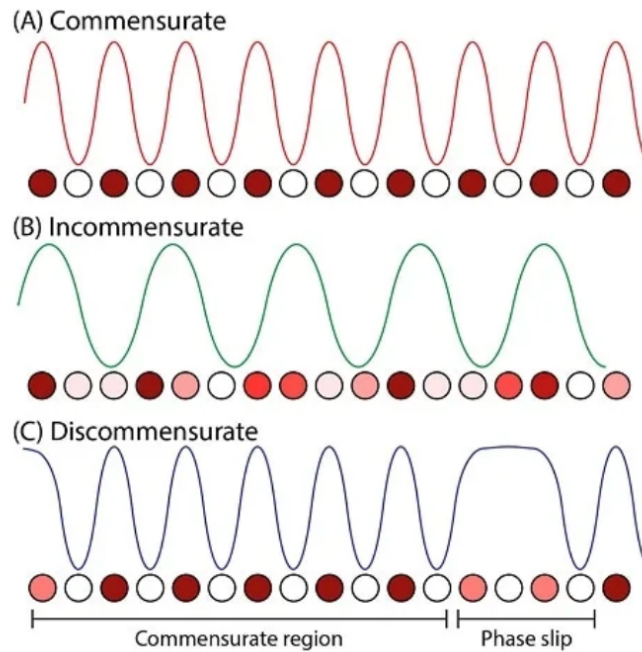 (A) Commensurate
(B) Incommensurate
(C) Discommensurate
Commensurate region
Phase slip